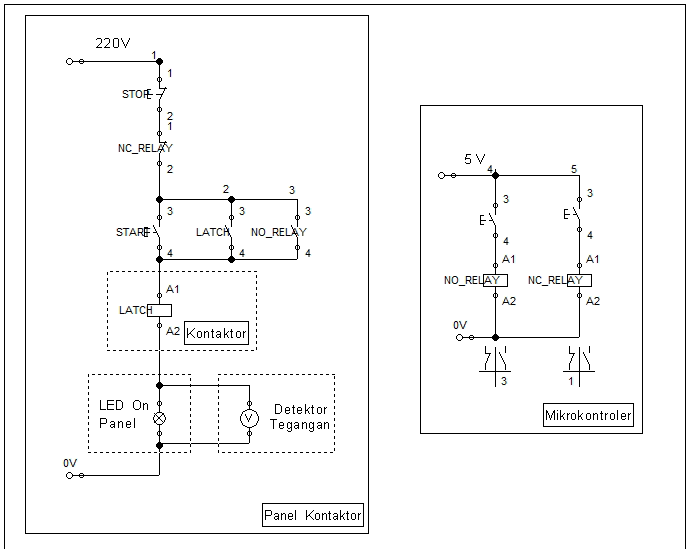 220V
1
1
STOP
2
1
NC_RELAY
2
2
3
3
3
3
START
LATCH
NO_RELAY
4
4
4
A1
LATCH
A2
Kontaktor
LED On
Panel
V
Detektor
Tegangan
0V
Panel Kontaktor
5 V
4
5
3
3
4
4
A1
A1
NO_RELAY
NC_RELAY
A2
A2
0V
3
1
Mikrokontroler